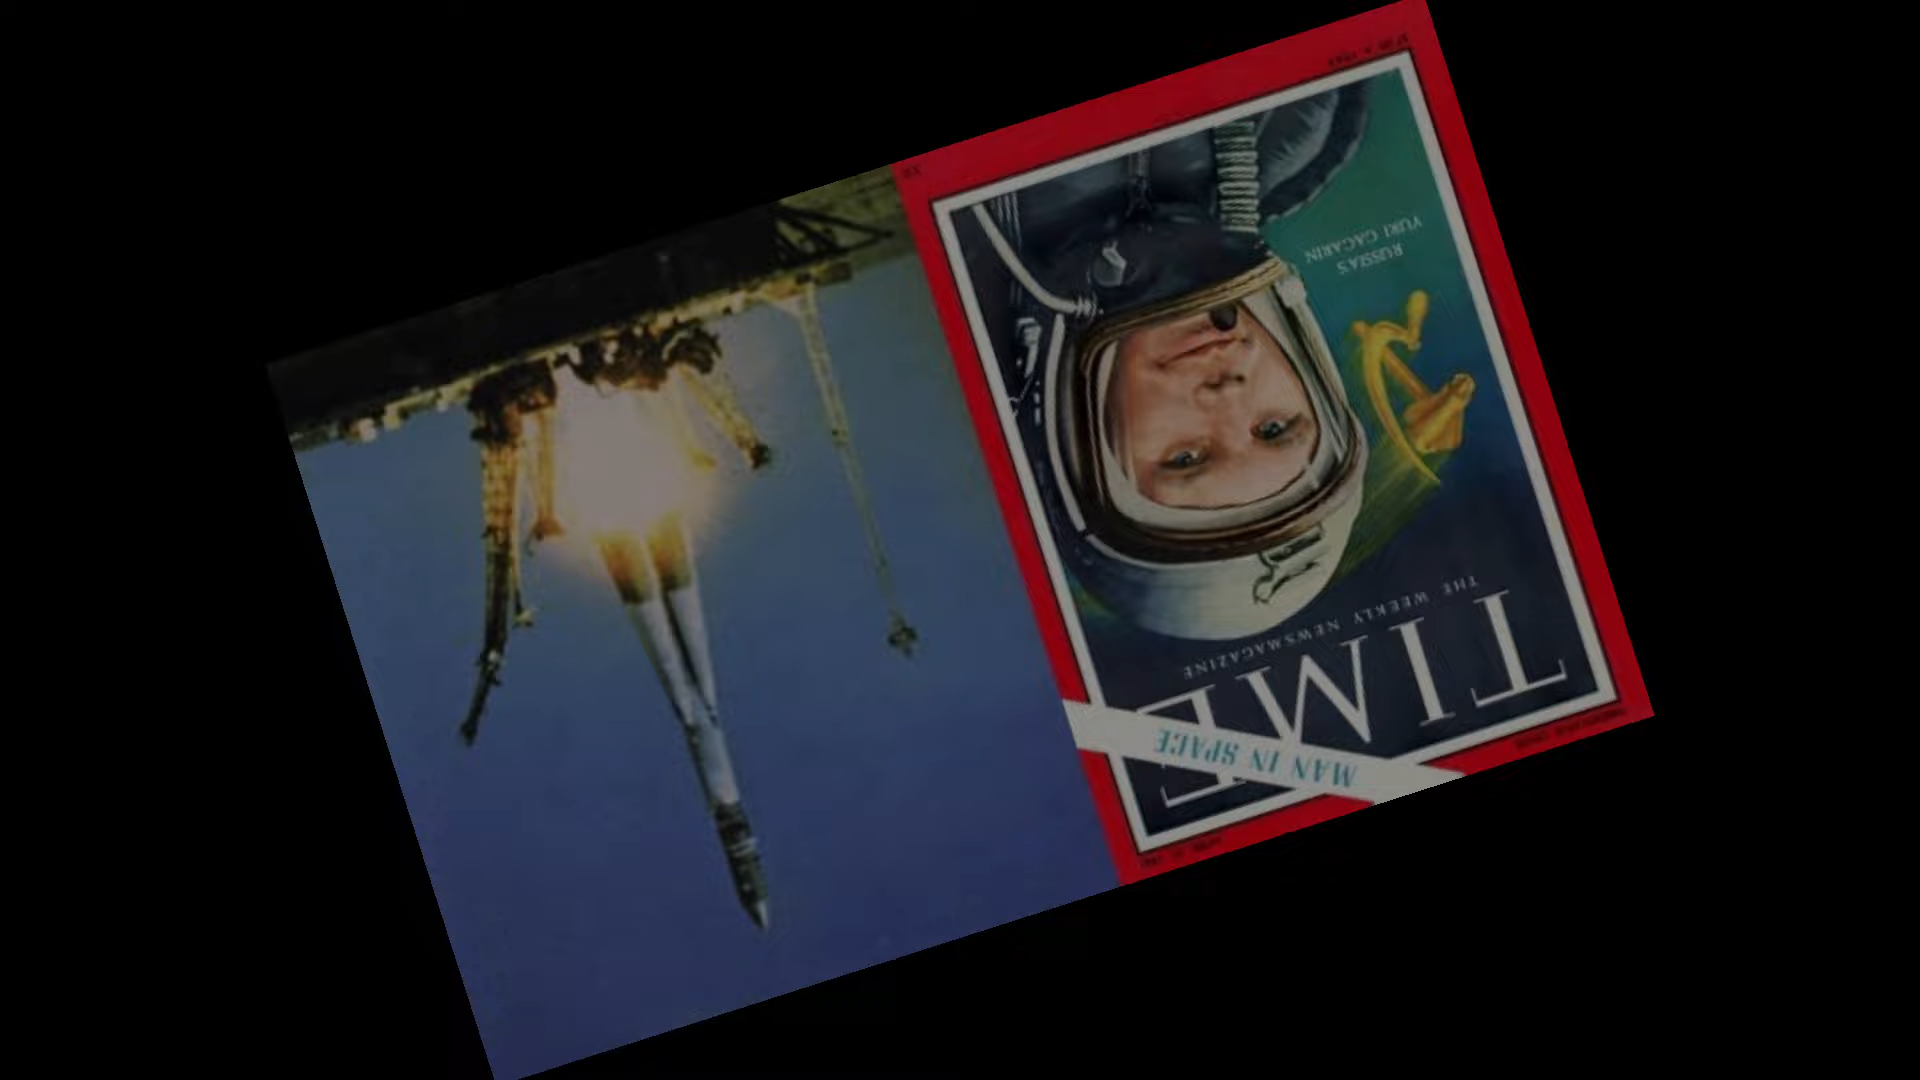 MAN IN SPACE
TIME
THE WEEKLY NEWSMAGAZINE
RUSSIA'S
YURI GAGARIN